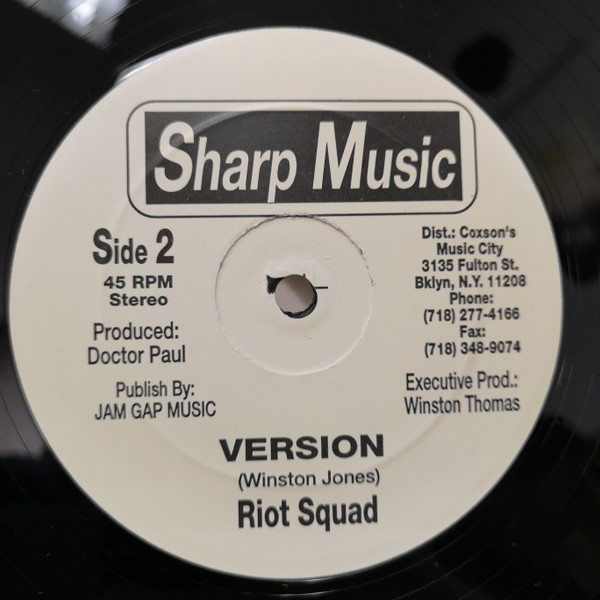 Sharp Music
Side 2
45 RPM
Stereo
Produced:
Doctor Paul
Publish By:
JAM GAP MUSIC
Dist.: Coxson's
Music City
3135 Fulton St.
Bklyn, N.Y. 11208
Phone:
(718) 277-4166
Fax:
(718) 348-9074
Executive Prod.:
Winston Thomas
VERSION
(Winston Jones)
Riot Squad